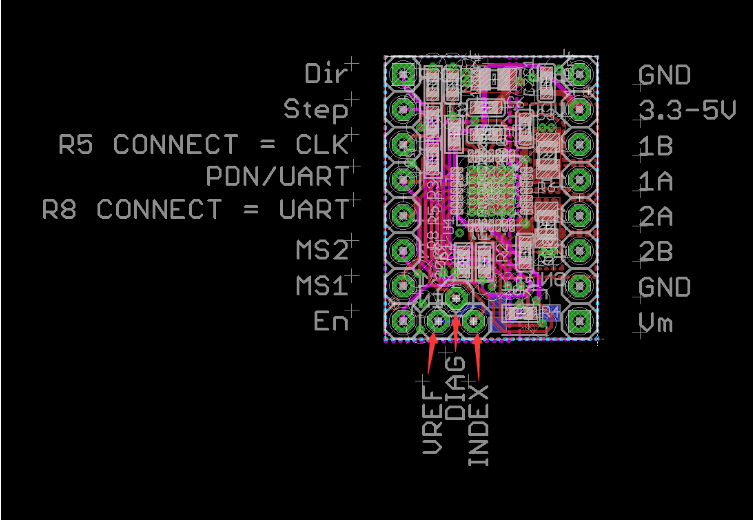 Dir
Step
R5 CONNECT = CLK
PDN/UART
R8 CONNECT = UART
MS2
MS1
En
GND
3.3-5V
1B
1A
2A
2B
GND
Vm
VREF
DIAG
INDEX